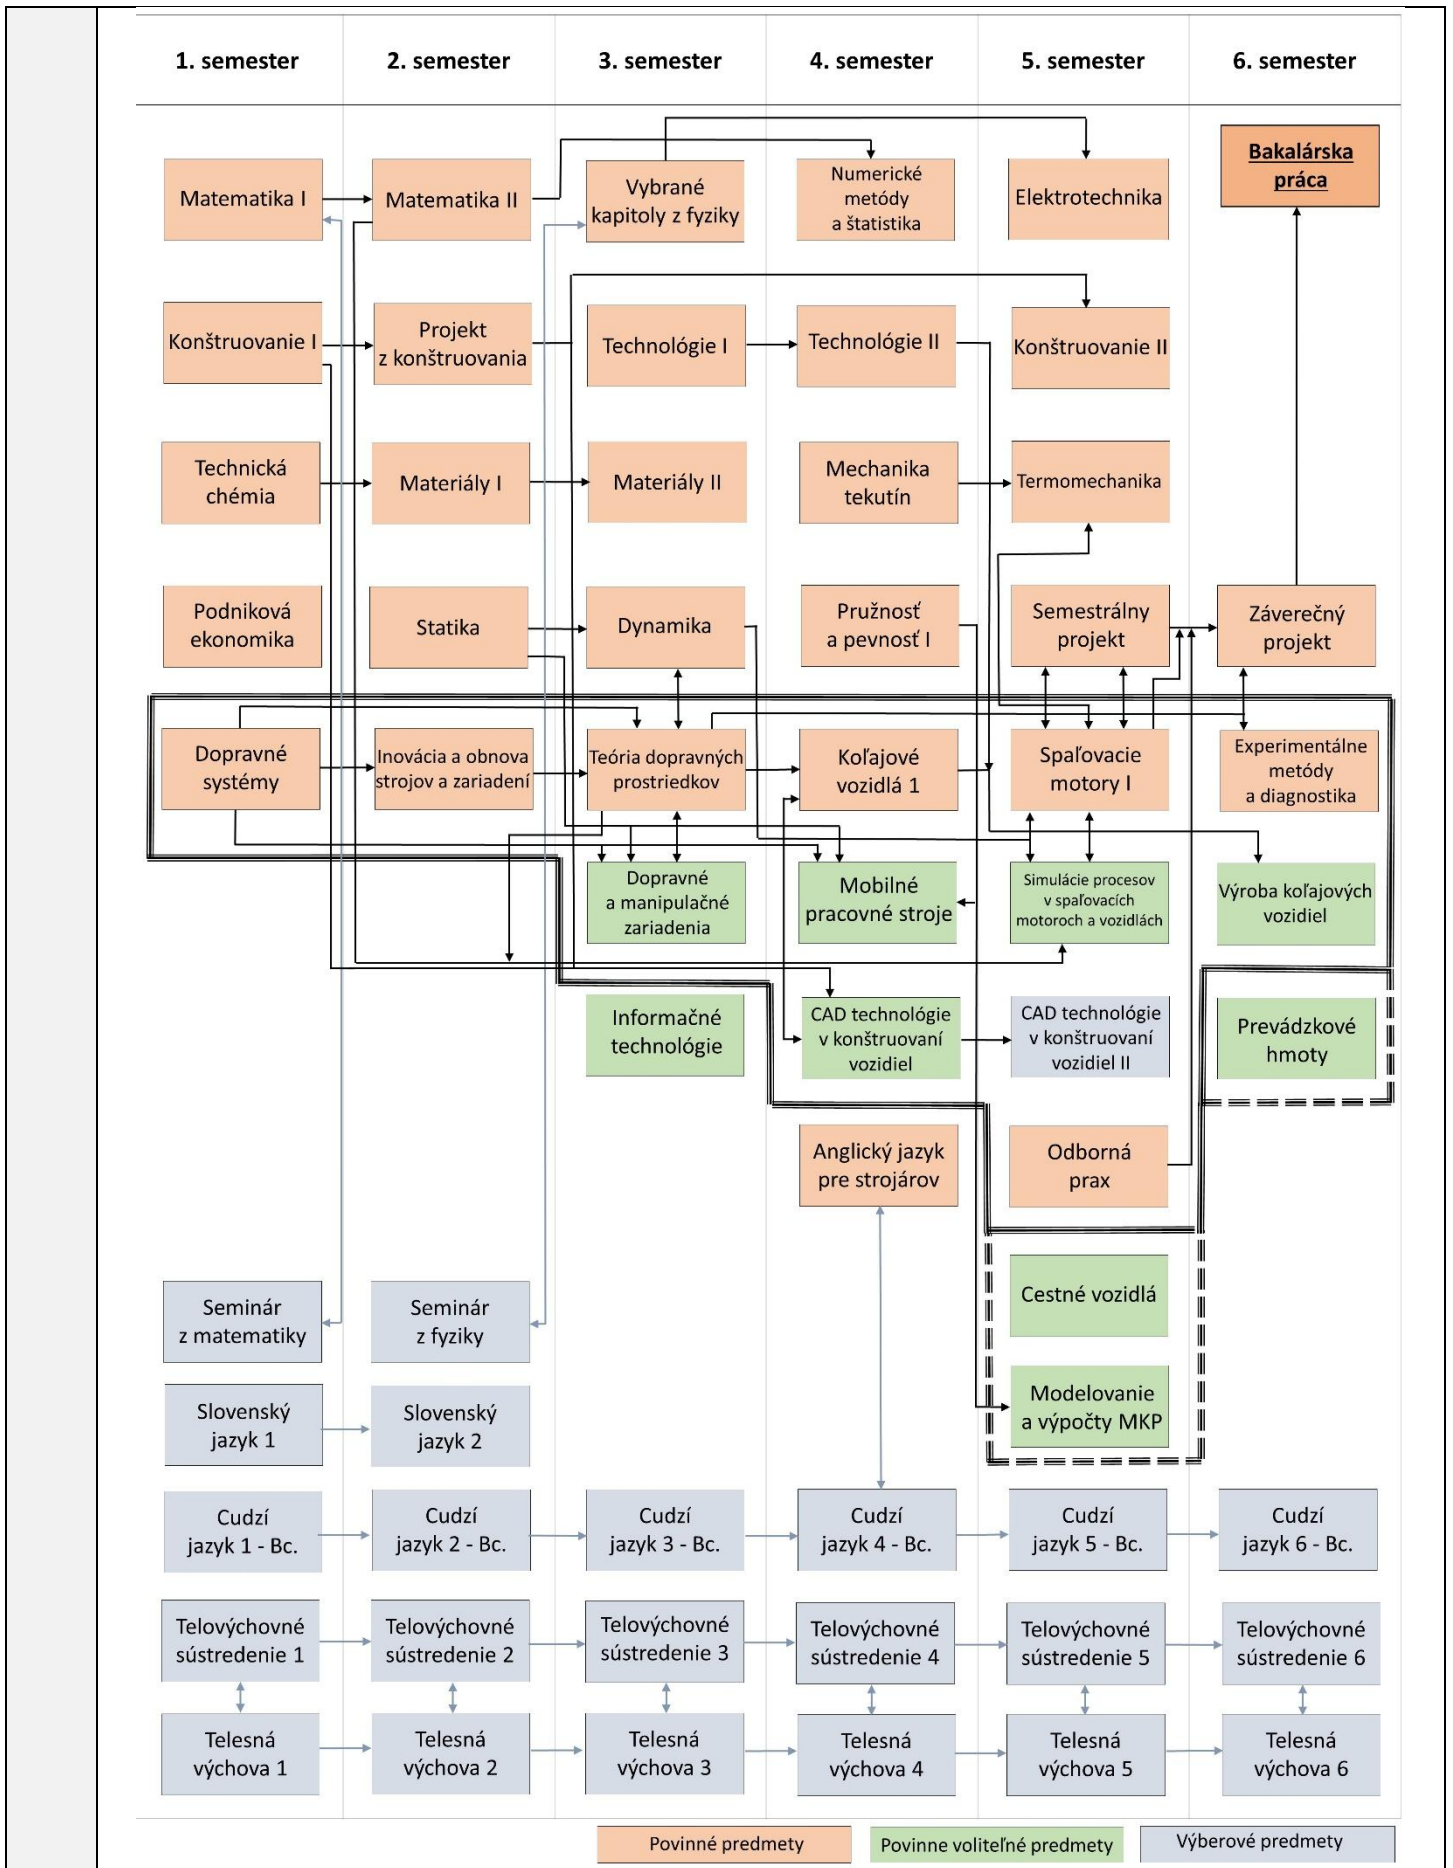 1. semester
2. semester
3. semester
4. semester
5. semester
6. semester
Matematika I
Matematika II
Vybrané
kapitoly z fyziky
Numerické
metódy
a štatistika
Elektrotechnika
Bakalárska
práca
Konštruovanie I
Projekt
z konštruovania
Technológie I
Technológie II
Konštruovanie II
Technická
chémia
Materiály I
Materiály II
Mechanika
tekutín
Termomechanika
Podniková
ekonomika
Statika
Dynamika
Pružnosť
a pevnosť I
Semestrálny
projekt
Záverečný
projekt
Dopravné
systémy
Inovácia a obnova
strojov a zariadení
Teória dopravných
prostriedkov
Koľajové
vozidlá 1
Spaľovacie
motory I
Experimentálne
metódy
a diagnostika
Dopravné
a manipulačné
zariadenia
Mobilné
pracovné stroje
Simulácie procesov
v spaľovacích
motoroch a vozidlách
Výroba koľajových
vozidiel
Informačné
technológie
CAD technológie
v konštruovaní
vozidiel
CAD technológie
v konštruovaní
vozidiel II
Prevádzkové
hmoty
Anglický jazyk
pre strojárov
Odborná
prax
Cestné vozidlá
Seminár
z matematiky
Seminár
z fyziky
Modelovanie
a výpočty MKP
Slovenský
jazyk 1
Slovenský
jazyk 2
Cudzí
jazyk 1 - Bc.
Cudzí
jazyk 2 - Bc.
Cudzí
jazyk 3 - Bc.
Cudzí
jazyk 4 - Bc.
Cudzí
jazyk 5 - Bc.
Cudzí
jazyk 6 - Bc.
Telovýchovné
sústredenie 1
Telovýchovné
sústredenie 2
Telovýchovné
sústredenie 3
Telovýchovné
sústredenie 4
Telovýchovné
sústredenie 5
Telovýchovné
sústredenie 6
Telesná
výchova 1
Telesná
výchova 2
Telesná
výchova 3
Telesná
výchova 4
Telesná
výchova 5
Telesná
výchova 6
Povinné predmety
Povinne voliteľné predmety
Výberové predmety